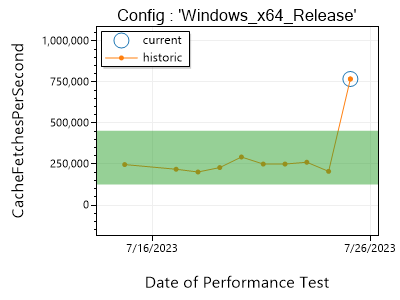 Config : 'Windows_x64_Release'
current
historic
1,000,000
750,000
500,000
250,000
0
CacheFetchesPerSecond
7/16/2023
7/26/2023
Date of Performance Test